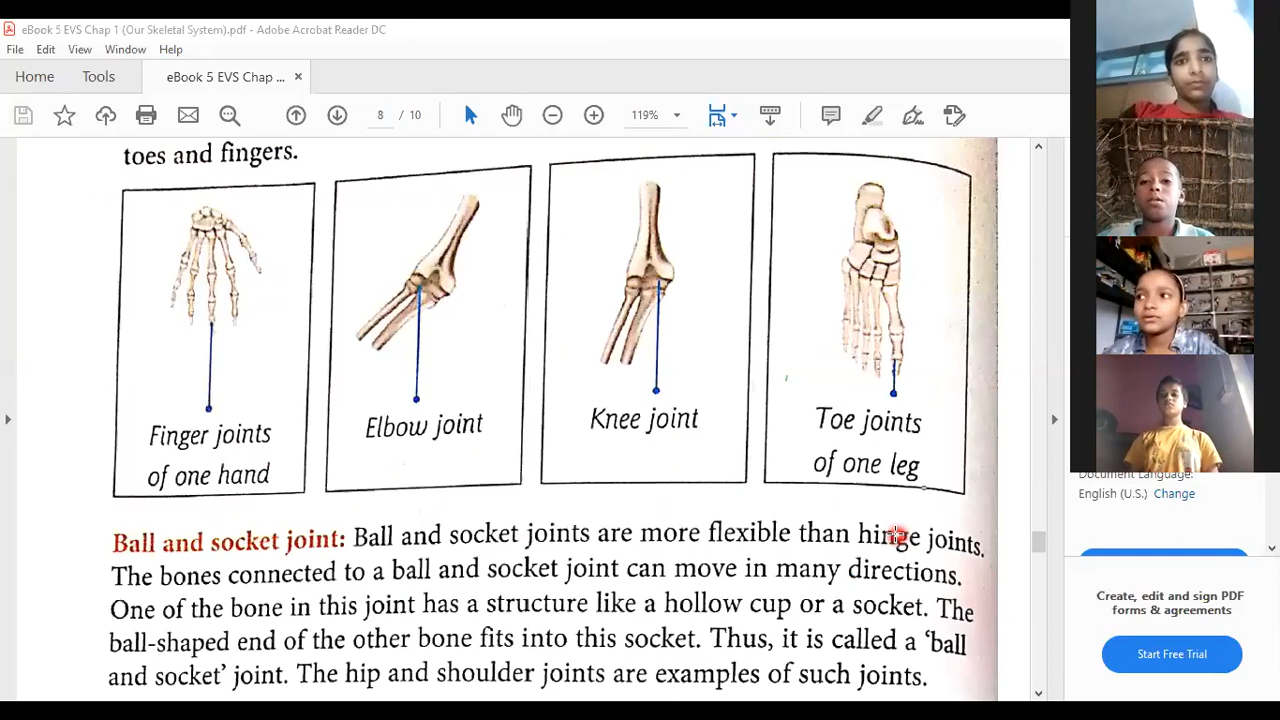 eBook 5 EVS Chap 1 (Our Skeletal System).pdf - Adobe Acrobat Reader DC
File Edit View Window Help
Home Tools eBook 5 EVS Chap ... ×
8 / 10 119%
toes and fingers.
Finger joints
of one hand
Elbow joint
Knee joint
Toe joints
of one leg
Ball and socket joint: Ball and socket joints are more flexible than hinge joints.
The bones connected to a ball and socket joint can move in many directions.
One of the bone in this joint has a structure like a hollow cup or a socket. The
ball-shaped end of the other bone fits into this socket. Thus, it is called a ‘ball
and socket’ joint. The hip and shoulder joints are examples of such joints.
Document Language:
English (U.S.) Change
Create, edit and sign PDF
forms & agreements
Start Free Trial